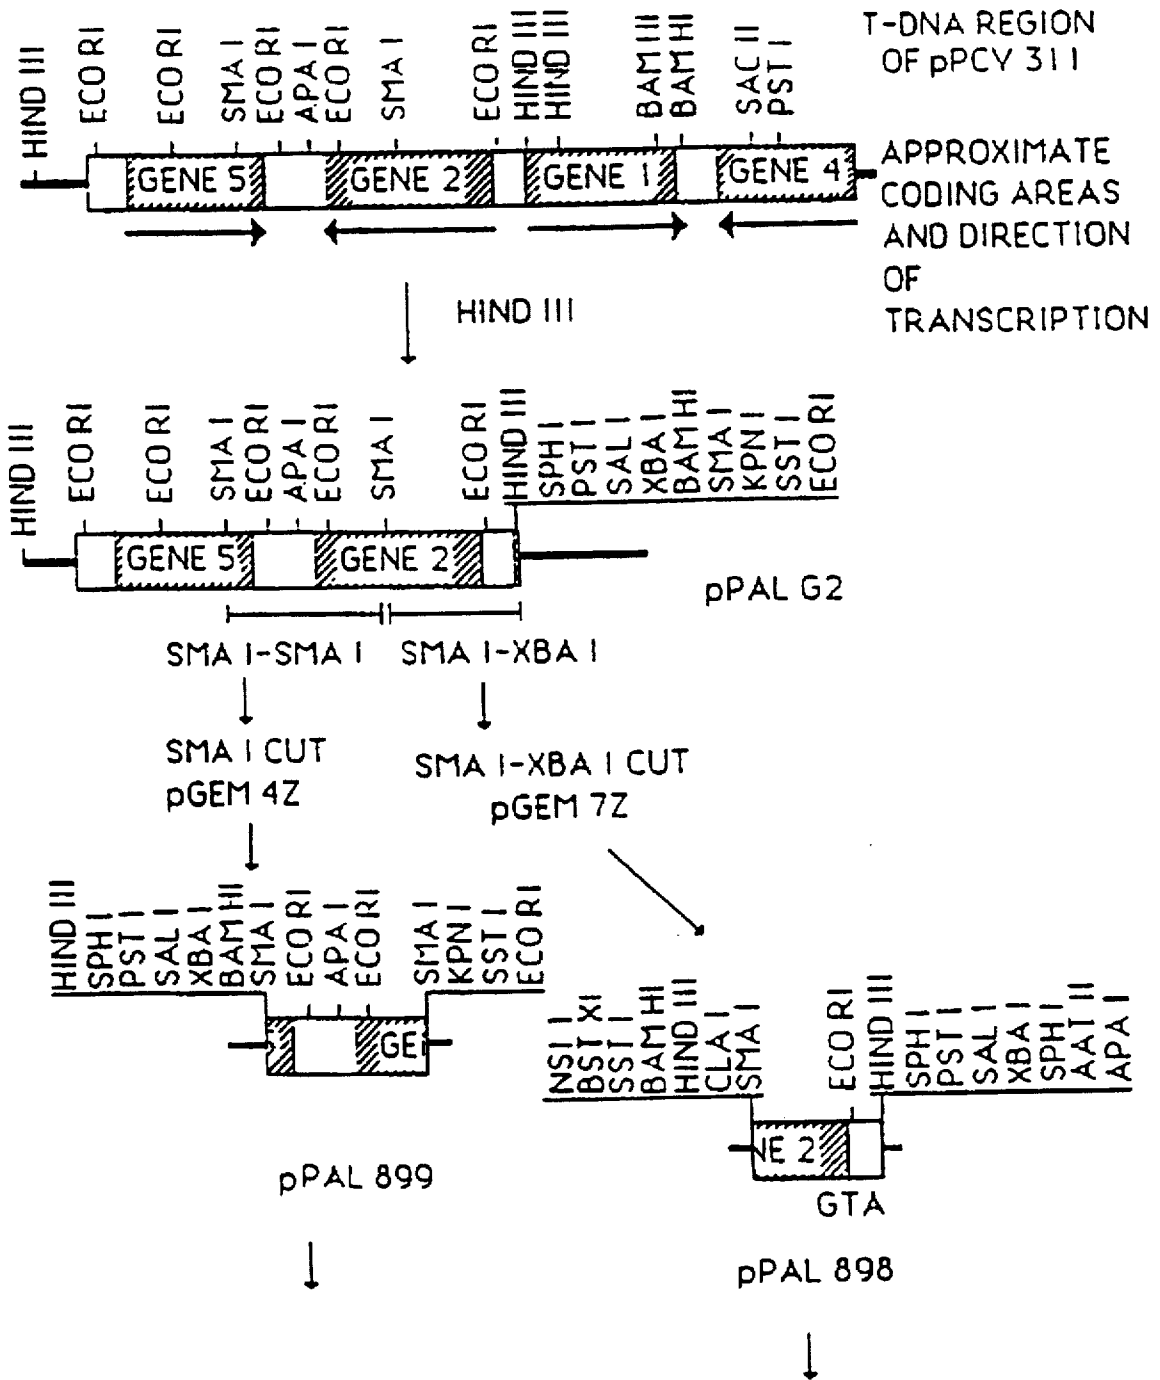 T-DNA REGION
OF pPCY 311
HIND III
ECO RI
ECO RI
SMA I
ECO RI
APA I
ECO RI
SMA I
ECO RI
HIND III
HIND III
BAM III
BAM HI
SAC II
PST I
GENE 5
GENE 2
GENE 1
GENE 4
APPROXIMATE
CODING AREAS
AND DIRECTION
OF
TRANSCRIPTION
HIND III
HIND III
ECO RI
ECO RI
SMA I
ECO RI
APA I
ECO RI
SMA I
ECO RI
HIND III
SPH I
PST I
SAL I
XBA I
BAM HI
SMA I
KPN I
SST I
ECO RI
GENE 5
GENE 2
pPAL G2
SMA I-SMA I
SMA I-XBA I
SMA I CUT
pGEM 4Z
SMA I-XBA I CUT
pGEM 7Z
HIND III
SPH I
PST I
SAL I
XBA I
BAM HI
SMA I
ECO RI
APA I
ECO RI
SMA I
KPN I
SST I
ECO RI
GEI
pPAL 899
NSI I
BST XI
SST I
BAM HI
HIND III
CLA I
SMA I
ECO RI
HIND III
SPH I
PST I
SAL I
XBA I
SPH I
AAT II
APA I
NE 2
GTA
pPAL 898